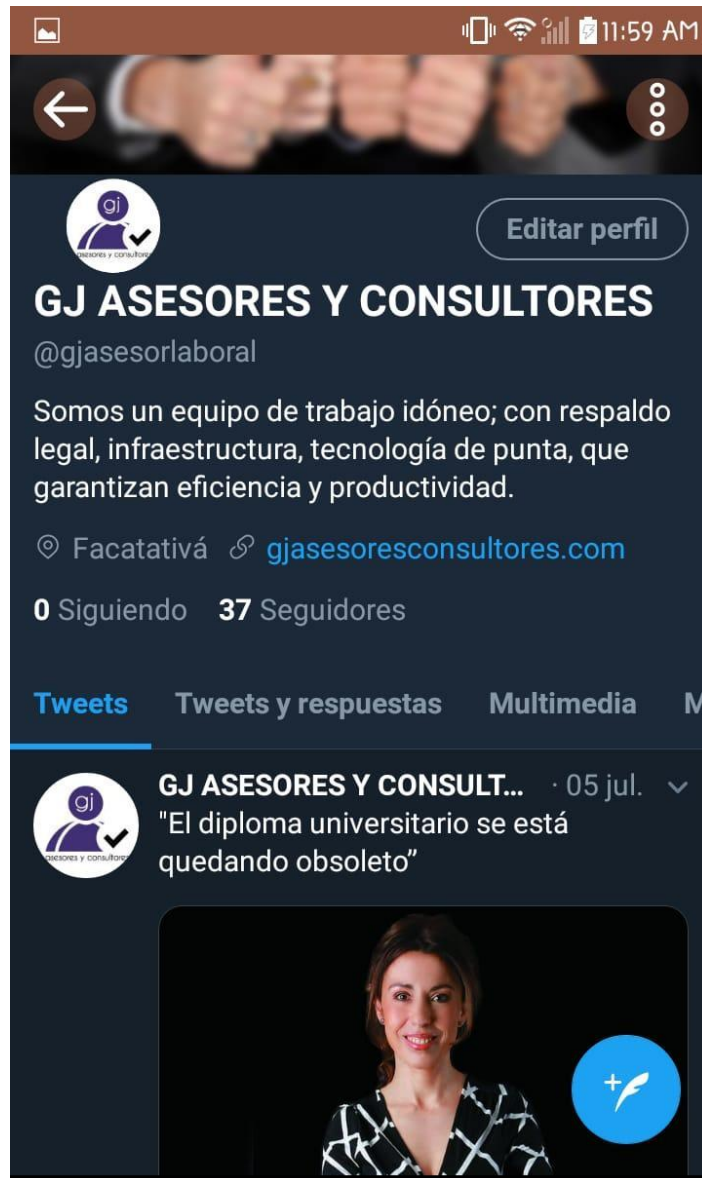 11:59 AM
gj
asesores y consultores
Editar perfil
GJ ASESORES Y CONSULTORES
@gjasesorlaboral
Somos un equipo de trabajo idóneo; con respaldo
legal, infraestructura, tecnología de punta, que
garantizan eficiencia y productividad.
Facatativá gjasesoresconsultores.com
0 Siguiendo 37 Seguidores
Tweets Tweets y respuestas Multimedia M
gj
asesores y consultores
GJ ASESORES Y CONSULT... · 05 jul.
"El diploma universitario se está
quedando obsoleto”